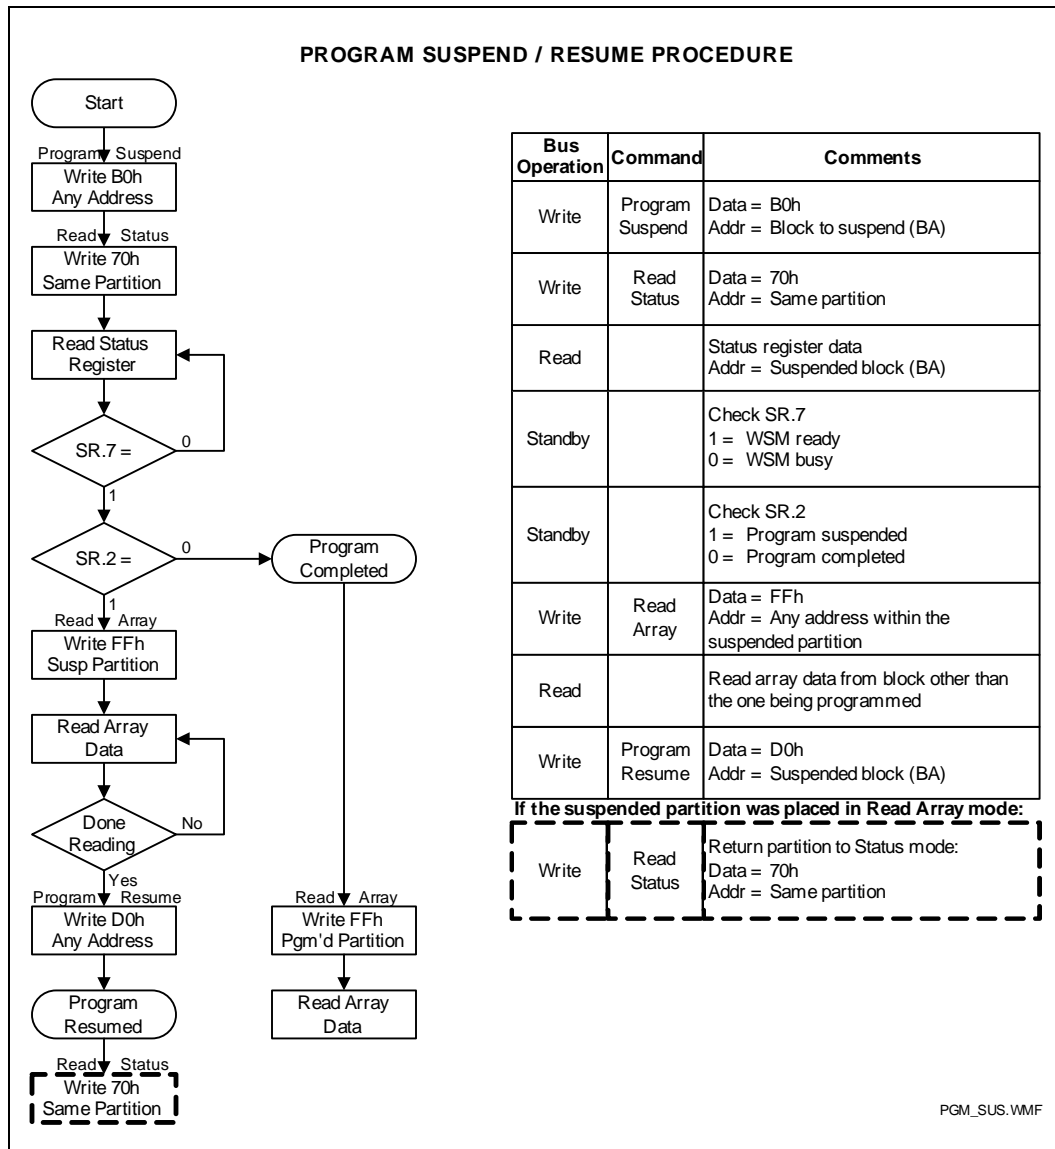 PROGRAM SUSPEND / RESUME PROCEDURE
Start
Program Suspend
Write B0h
Any Address
Read Status
Write 70h
Same Partition
Read Status
Register
SR.7 =
0
1
SR.2 =
0
Program
Completed
1
Read Array
Write FFh
Susp Partition
Read Array
Data
Done
Reading
No
Yes
Program Resume
Write D0h
Any Address
Read Array
Write FFh
Pgm'd Partition
Program
Resumed
Read Array
Data
Read Status
Write 70h
Same Partition
Bus
Operation
Command
Comments
Write
Program
Suspend
Data = B0h
Addr = Block to suspend (BA)
Write
Read
Status
Data = 70h
Addr = Same partition
Read
Status register data
Addr = Suspended block (BA)
Standby
Check SR.7
1 = WSM ready
0 = WSM busy
Standby
Check SR.2
1 = Program suspended
0 = Program completed
Write
Read
Array
Data = FFh
Addr = Any address within the
suspended partition
Read
Read array data from block other than
the one being programmed
Write
Program
Resume
Data = D0h
Addr = Suspended block (BA)
If the suspended partition was placed in Read Array mode:
Write
Read
Status
Return partition to Status mode:
Data = 70h
Addr = Same partition
PGM_SUS.WMF